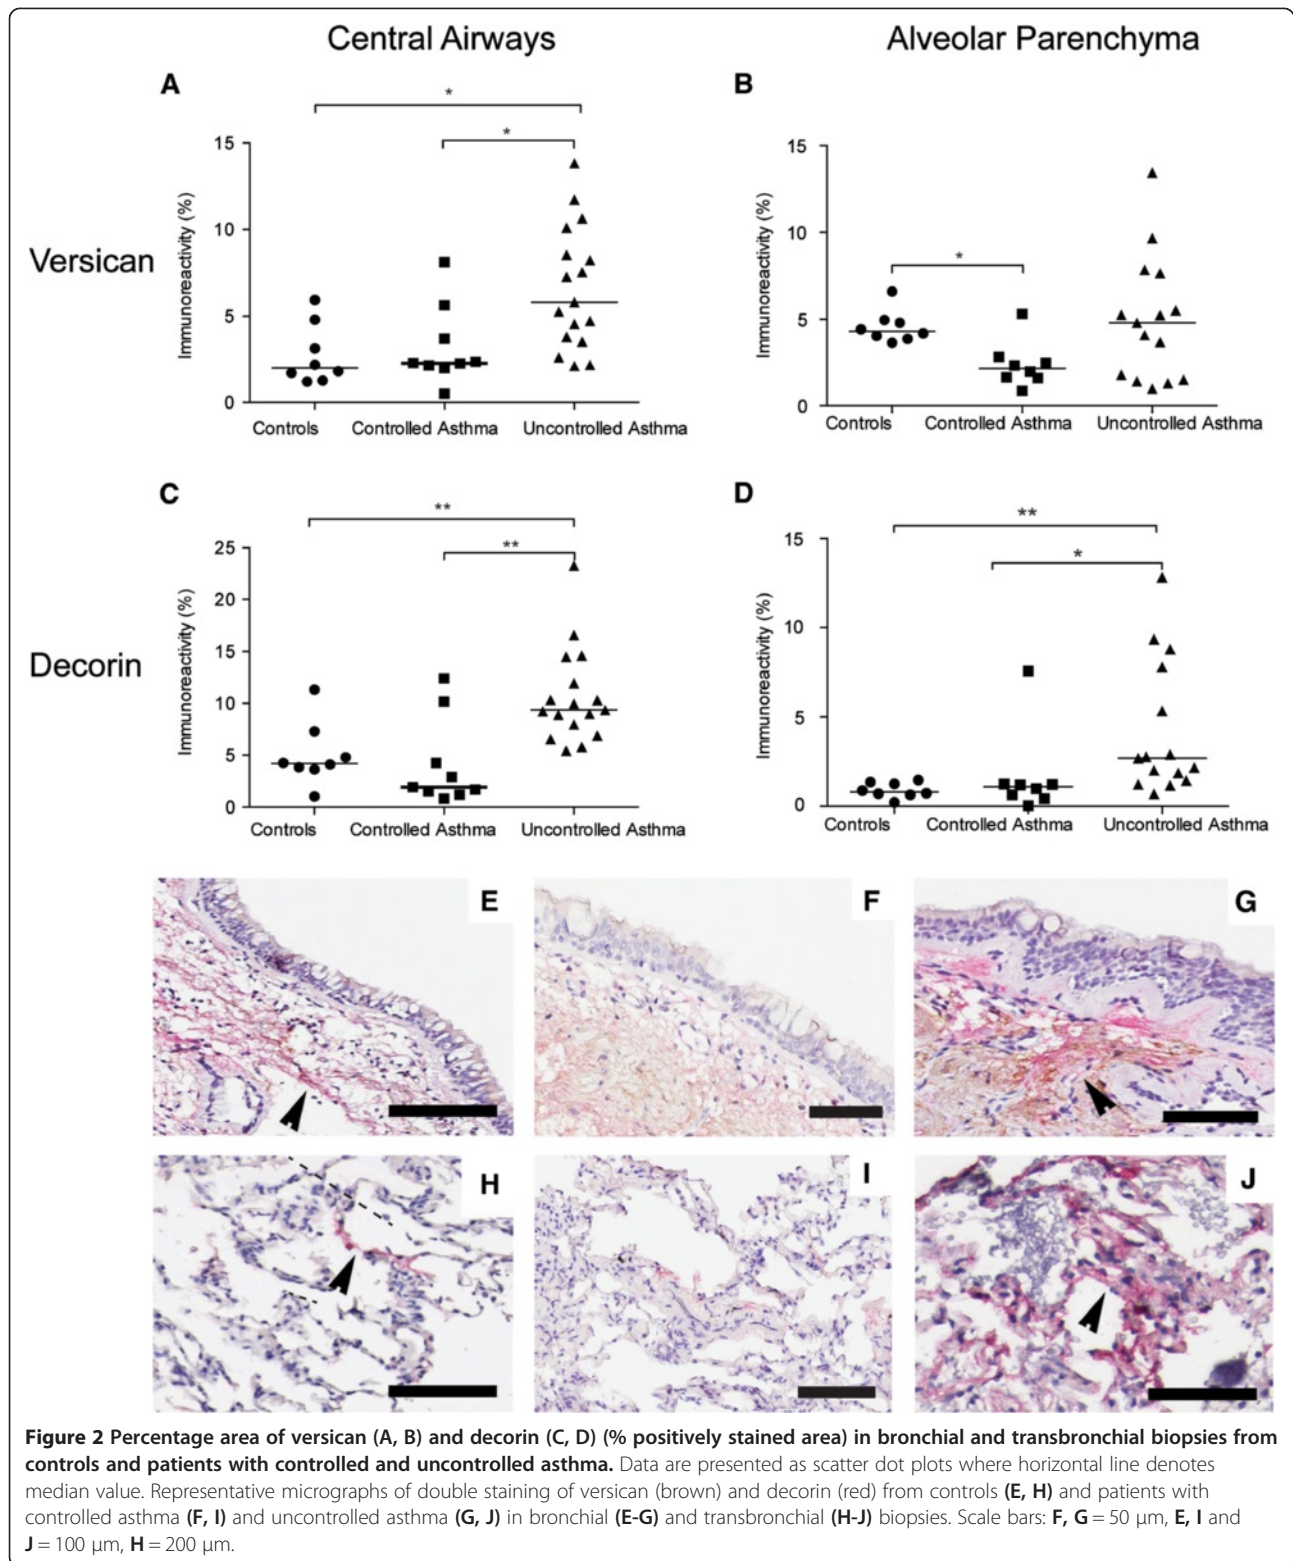 Central Airways
Alveolar Parenchyma
Versican
Decorin
A
*
*
Immunoreactivity (%)
15
10
5
0
Controls
Controlled Asthma
Uncontrolled Asthma
B
*
Immunoreactivity (%)
15
10
5
0
Controls
Controlled Asthma
Uncontrolled Asthma
C
**
**
Immunoreactivity (%)
25
20
15
10
5
0
Controls
Controlled Asthma
Uncontrolled Asthma
D
**
*
Immunoreactivity (%)
15
10
5
0
Controls
Controlled Asthma
Uncontrolled Asthma
E
F
G
H
I
J
Figure 2 Percentage area of versican (A, B) and decorin (C, D) (% positively stained area) in bronchial and transbronchial biopsies from
controls and patients with controlled and uncontrolled asthma. Data are presented as scatter dot plots where horizontal line denotes
median value. Representative micrographs of double staining of versican (brown) and decorin (red) from controls (E, H) and patients with
controlled asthma (F, I) and uncontrolled asthma (G, J) in bronchial (E-G) and transbronchial (H-J) biopsies. Scale bars: F, G = 50 μm, E, I and
J = 100 μm, H = 200 μm.